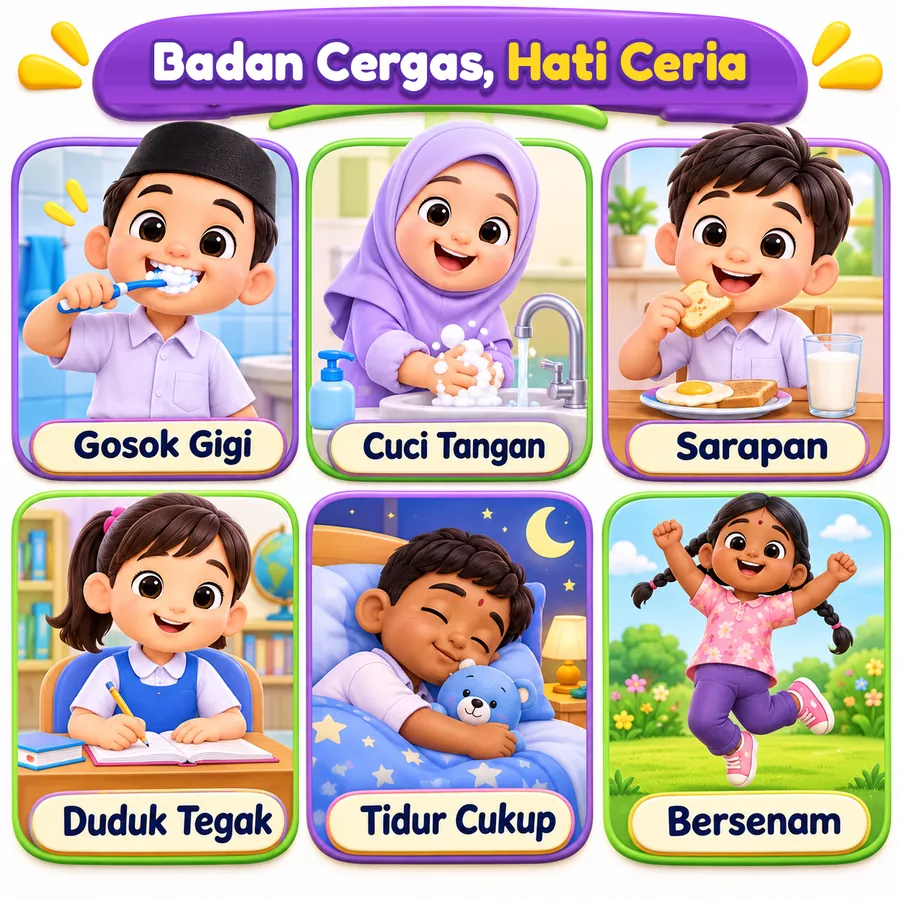 Badan Cergas, Hati Ceria
Gosok Gigi
Cuci Tangan
Sarapan
Duduk Tegak
Tidur Cukup
Bersenam